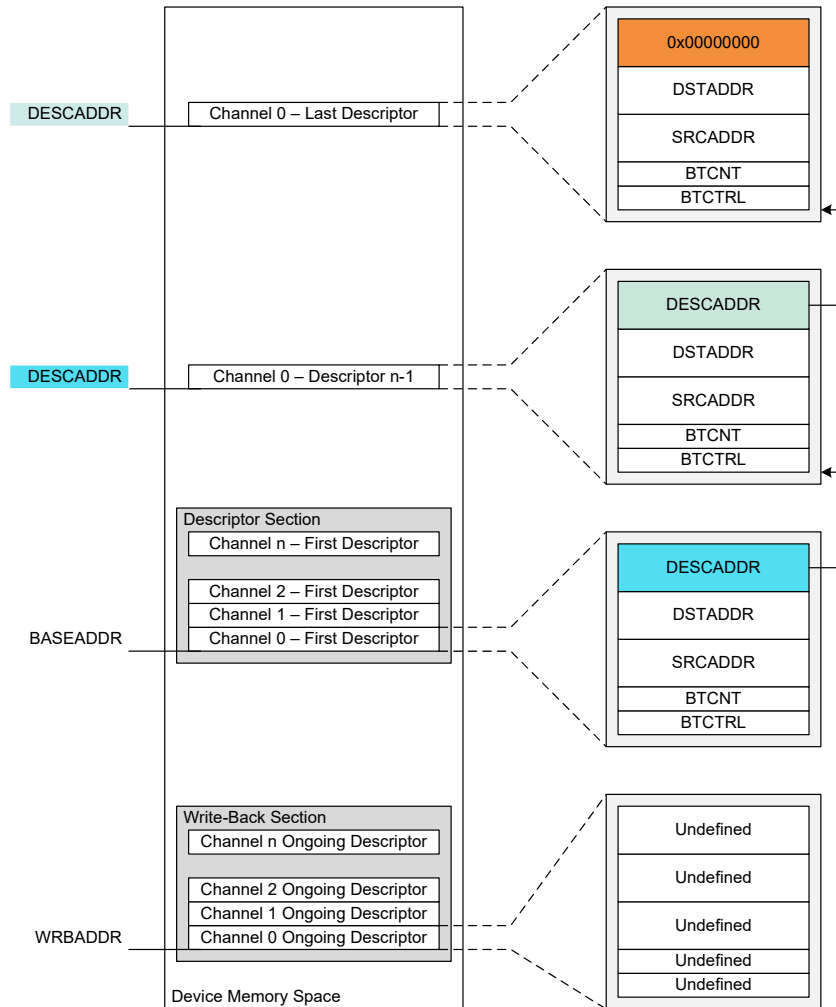 0x00000000
DSTADDR
DESCADDR
Channel 0 – Last Descriptor
SRCADDR
BTCNT
BTCTRL
DESCADDR
DSTADDR
DESCADDR
Channel 0 – Descriptor n-1
SRCADDR
BTCNT
BTCTRL
Descriptor Section
Channel n – First Descriptor
DESCADDR
Channel 2 – First Descriptor
Channel 1 – First Descriptor
DSTADDR
BASEADDR
Channel 0 – First Descriptor
SRCADDR
BTCNT
BTCTRL
Write-Back Section
Channel n Ongoing Descriptor
Undefined
Channel 2 Ongoing Descriptor
Undefined
Channel 1 Ongoing Descriptor
Undefined
WRBADDR
Channel 0 Ongoing Descriptor
Undefined
Undefined
Device Memory Space